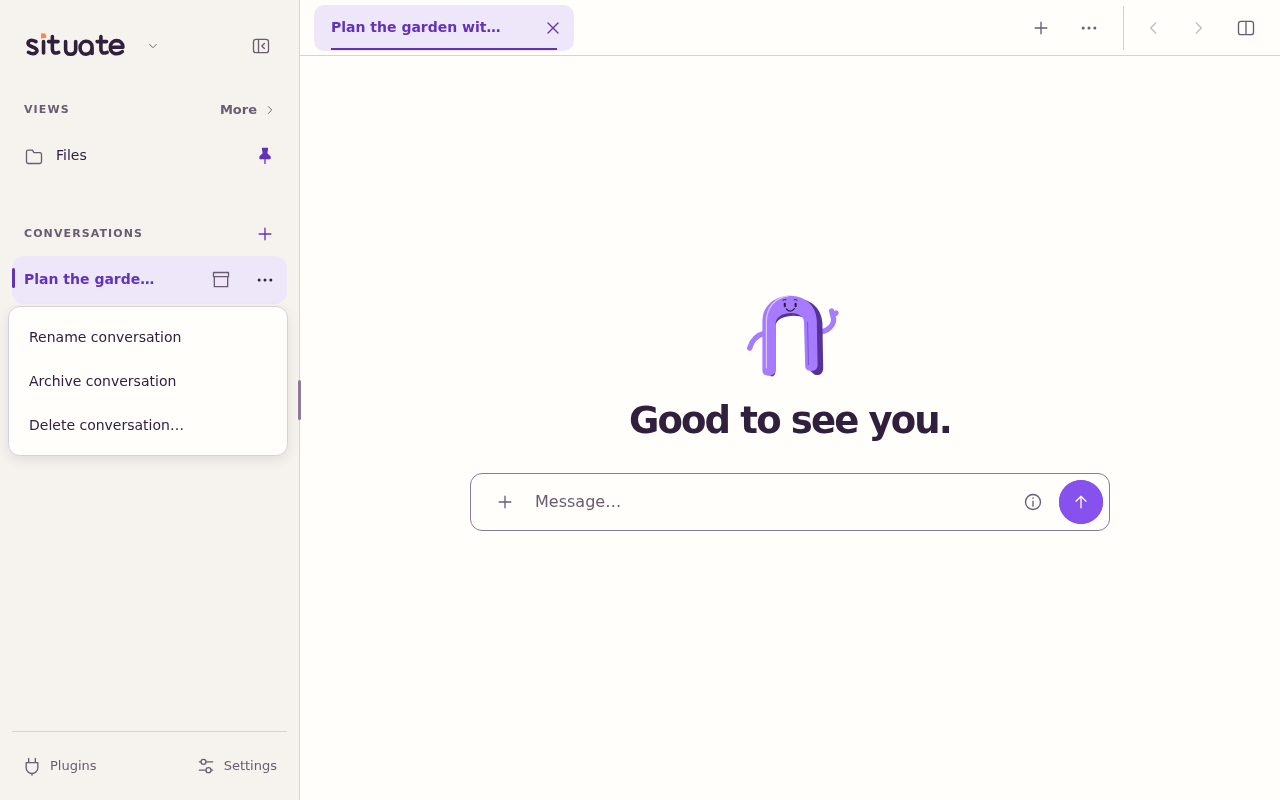 situate
VIEWS
More
Files
CONVERSATIONS
Plan the garde…
Rename conversation
Archive conversation
Delete conversation…
Plugins
Settings
Plan the garden wit…
Good to see you.
Message…